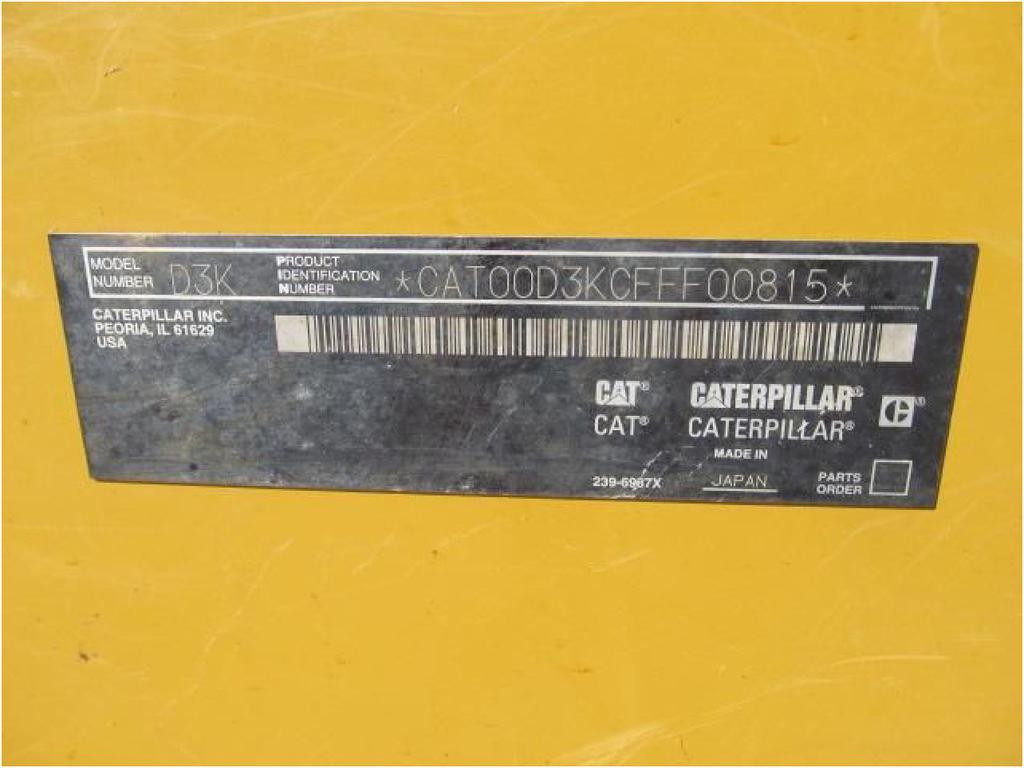 MODEL NUMBER D3K
PRODUCT IDENTIFICATION NUMBER *CAT00D3KCFFF00815*
CATERPILLAR INC.
PEORIA, IL 61629
USA
CAT® CATERPILLAR® C®
CAT® CATERPILLAR®
MADE IN
239-6967X JAPAN
PARTS ORDER